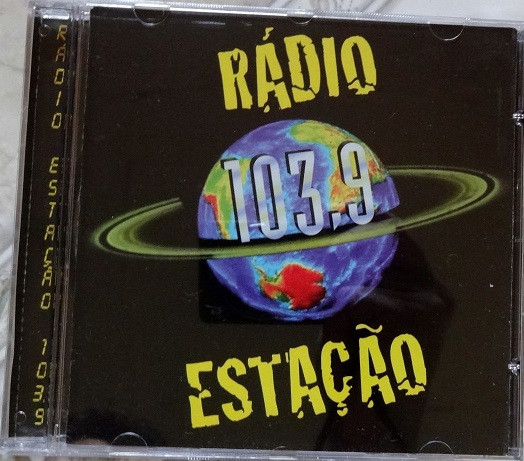 RÁDIO
103.9
ESTAÇÃO
RÁDIO ESTAÇÃO 103.9